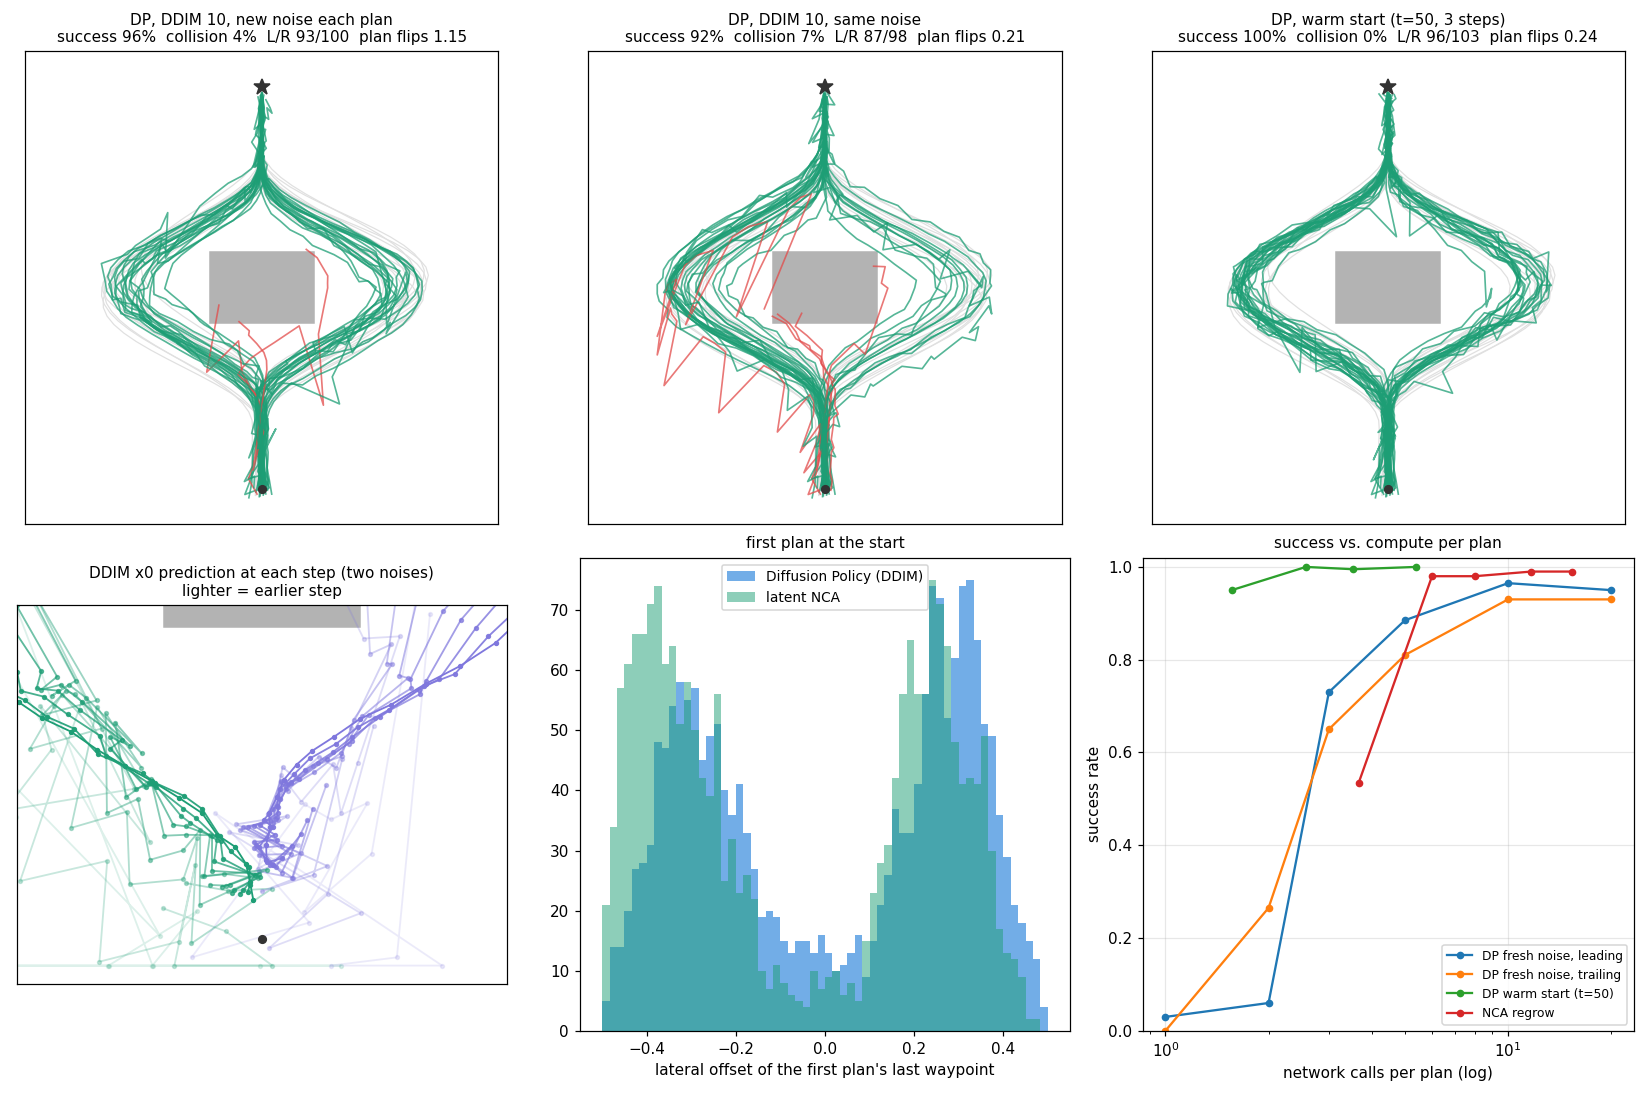 DP, DDIM 10, new noise each plan
success 96%  collision 4%  L/R 93/100  plan flips 1.15
DP, DDIM 10, same noise
success 92%  collision 7%  L/R 87/98  plan flips 0.21
DP, warm start (t=50, 3 steps)
success 100%  collision 0%  L/R 96/103  plan flips 0.24
DDIM x0 prediction at each step (two noises)
lighter = earlier step
first plan at the start
Diffusion Policy (DDIM)
latent NCA
70
60
50
40
30
20
10
0
−0.4
−0.2
0.0
0.2
0.4
lateral offset of the first plan's last waypoint
success vs. compute per plan
success rate
1.0
0.8
0.6
0.4
0.2
0.0
DP fresh noise, leading
DP fresh noise, trailing
DP warm start (t=50)
NCA regrow
10⁰
10¹
network calls per plan (log)